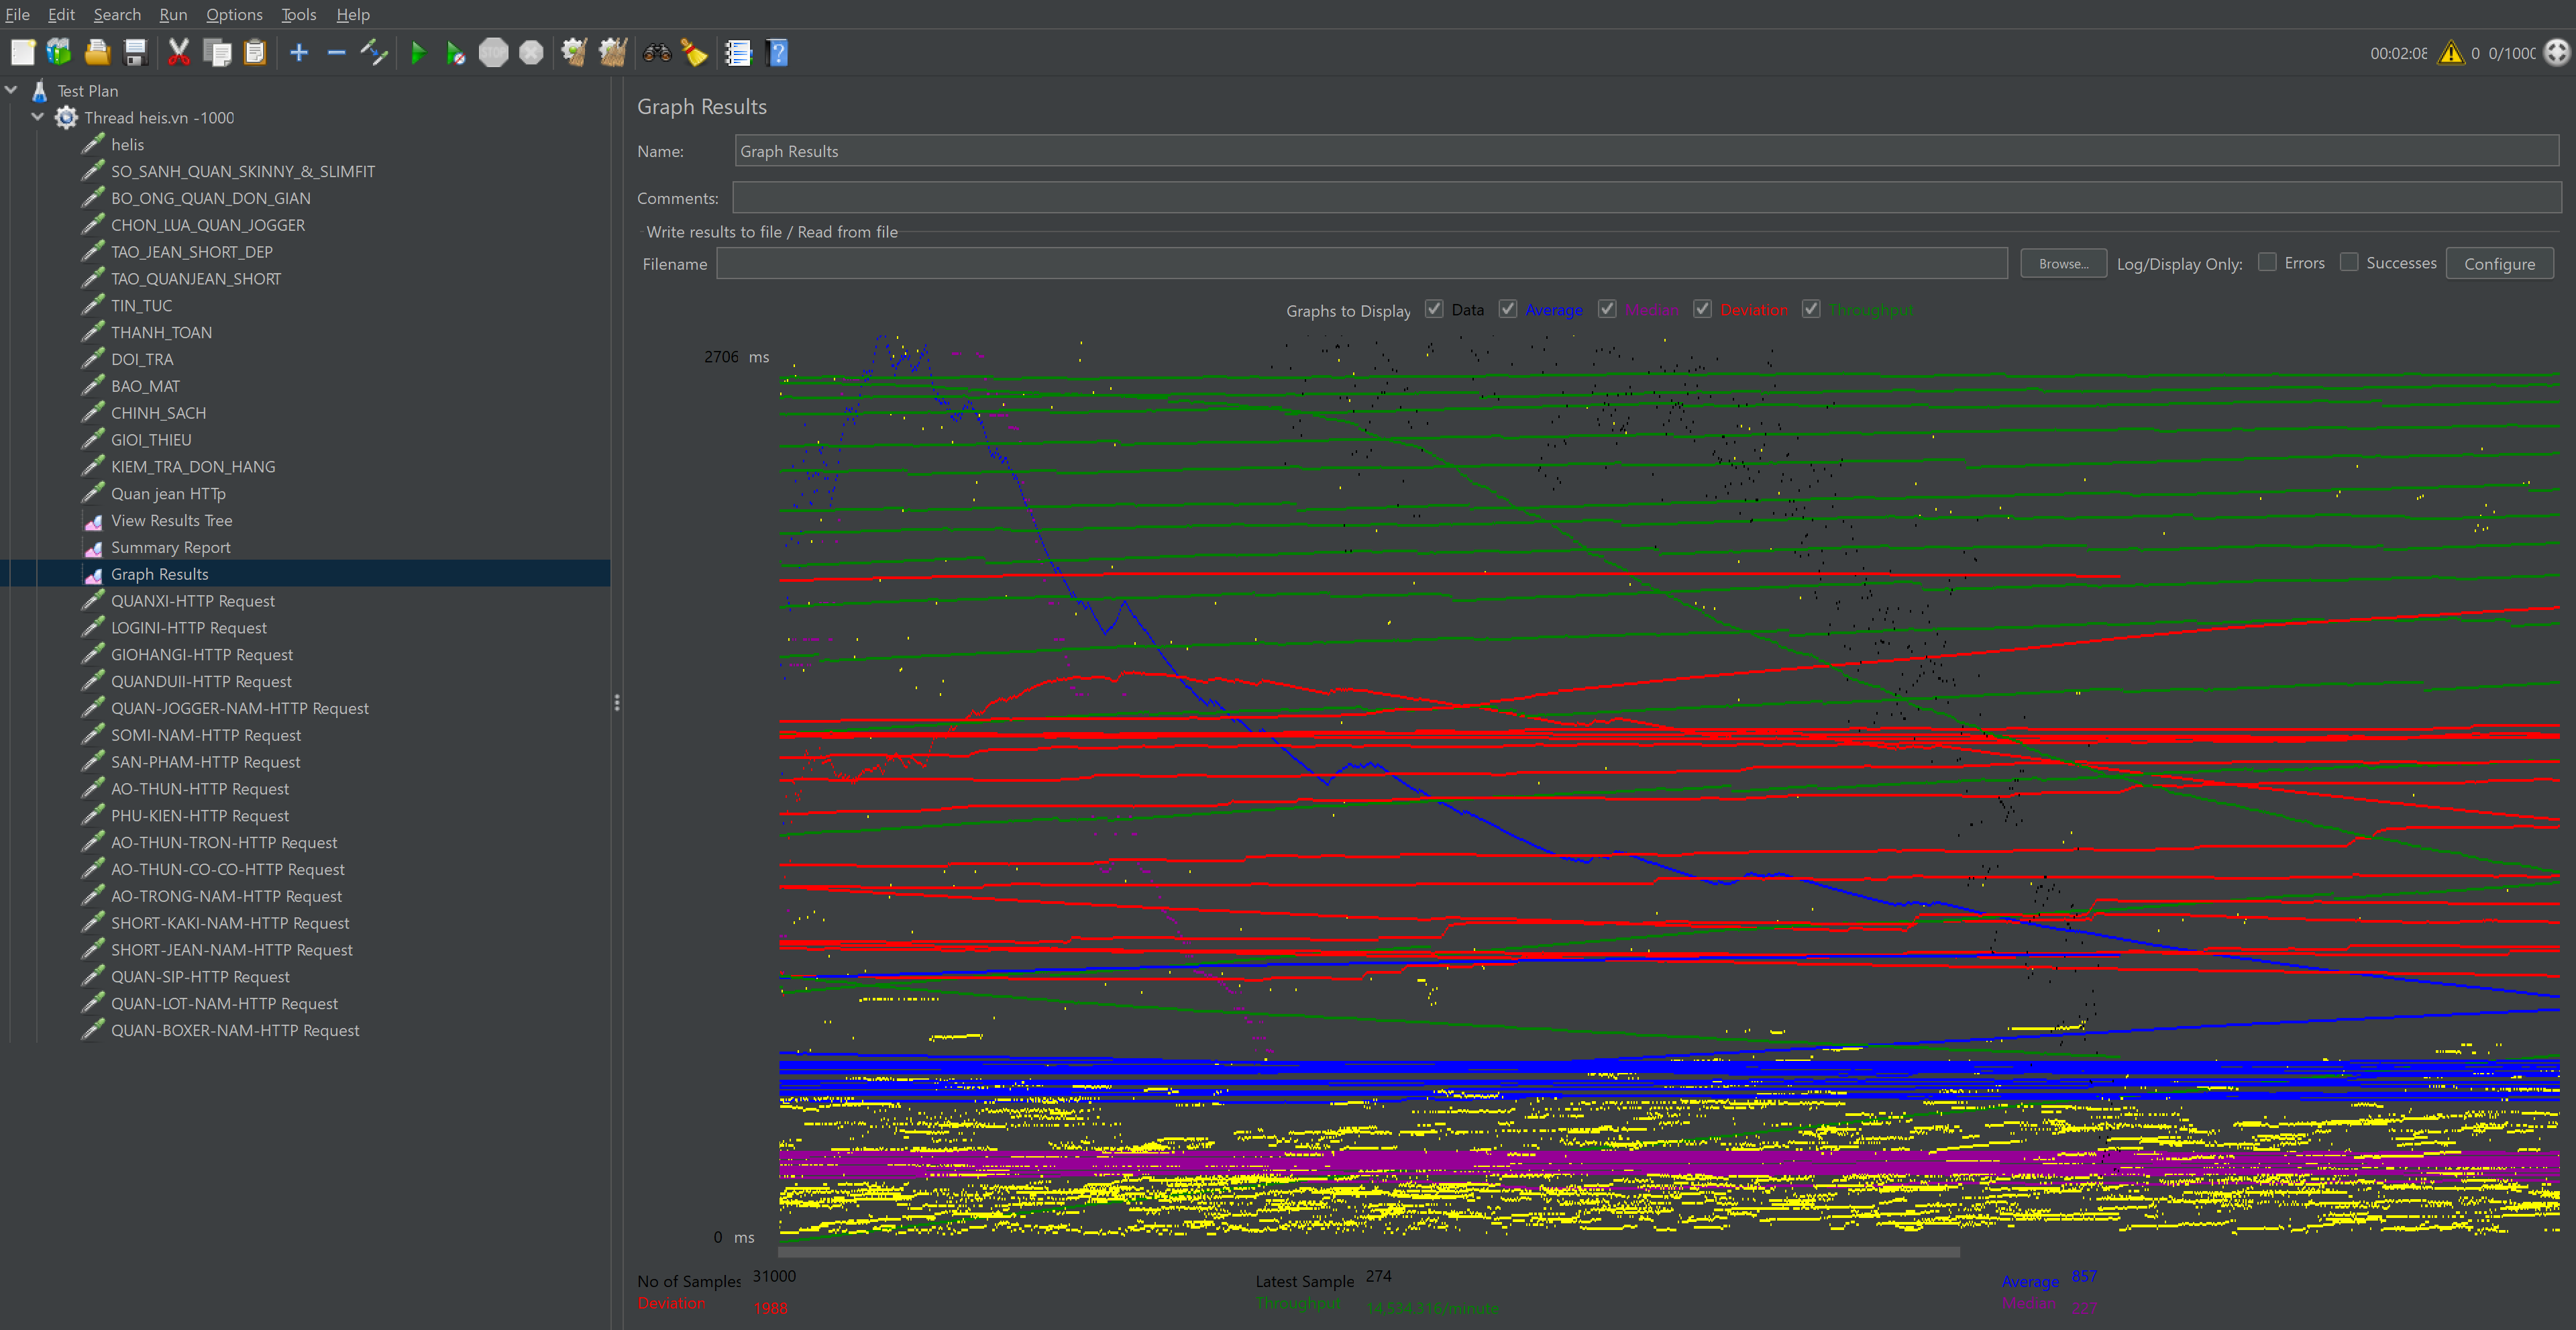 File Edit Search Run Options Tools Help
00:02:08 0 0/1000
Test Plan
Thread heis.vn -1000
helis
SO_SANH_QUAN_SKINNY_&_SLIMFIT
BO_ONG_QUAN_DON_GIAN
CHON_LUA_QUAN_JOGGER
TAO_JEAN_SHORT_DEP
TAO_QUANJEAN_SHORT
TIN_TUC
THANH_TOAN
DOI_TRA
BAO_MAT
CHINH_SACH
GIOI_THIEU
KIEM_TRA_DON_HANG
Quan jean HTTp
View Results Tree
Summary Report
Graph Results
QUANXI-HTTP Request
LOGINI-HTTP Request
GIOHANGI-HTTP Request
QUANDUII-HTTP Request
QUAN-JOGGER-NAM-HTTP Request
SOMI-NAM-HTTP Request
SAN-PHAM-HTTP Request
AO-THUN-HTTP Request
PHU-KIEN-HTTP Request
AO-THUN-TRON-HTTP Request
AO-THUN-CO-CO-HTTP Request
AO-TRONG-NAM-HTTP Request
SHORT-KAKI-NAM-HTTP Request
SHORT-JEAN-NAM-HTTP Request
QUAN-SIP-HTTP Request
QUAN-LOT-NAM-HTTP Request
QUAN-BOXER-NAM-HTTP Request
Graph Results
Name: Graph Results
Comments:
Write results to file / Read from file
Filename Browse... Log/Display Only: Errors Successes Configure
Graphs to Display Data Average Median Deviation Throughput
2706 ms
0 ms
No of Samples 31000 Latest Sample 274 Average 857
Deviation 1988 Throughput 14,534.316/minute Median